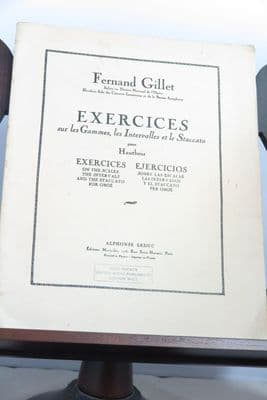 Fernand Gillet
EXERCICES
sur les Gammes, les Intervalles et le Staccato
pour
Hautbois
EXERCICES
ON THE SCALES
THE INTERVALS
AND THE STACCATO
FOR OBOE
EJERCICIOS
SOBRE LAS ESCALAS
LAS INTERVALOS
Y EL STACCATO
PER OBOE
ALPHONSE LEDUC